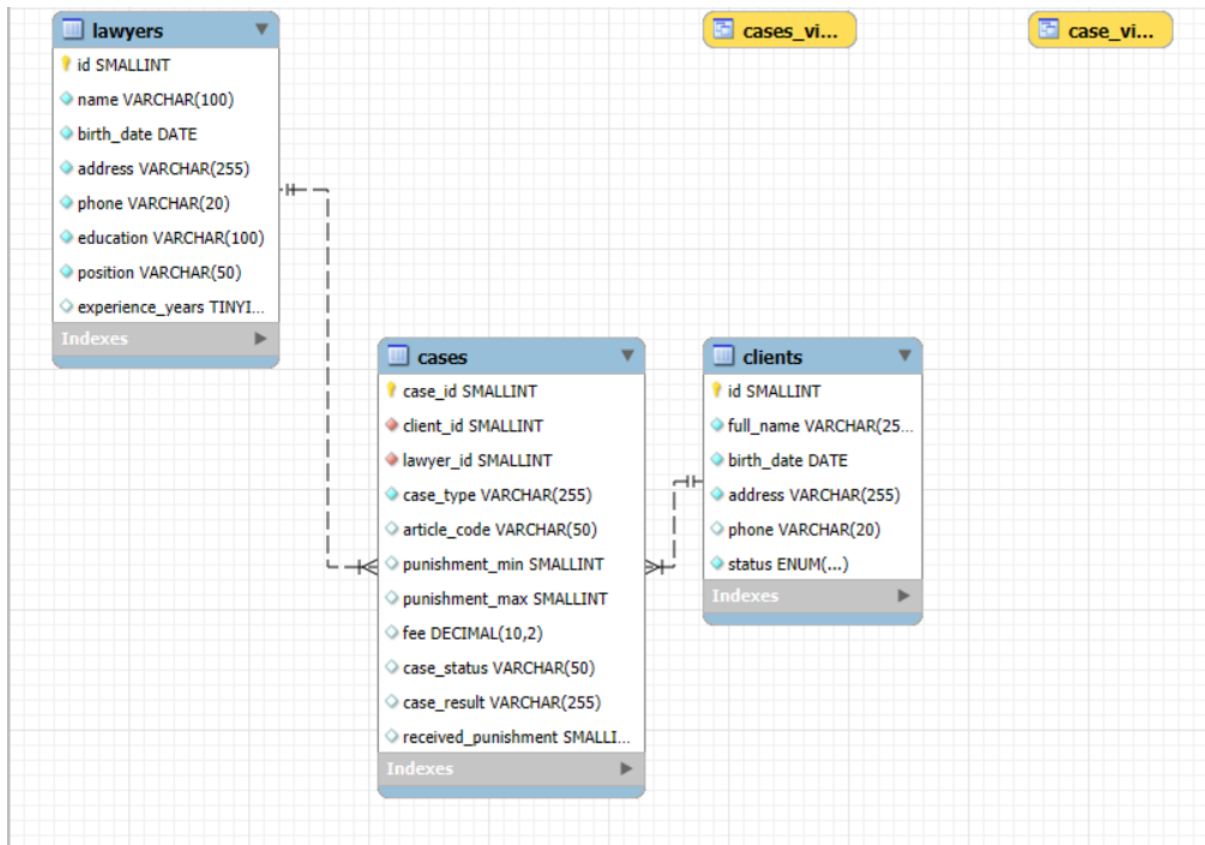 lawyers
id SMALLINT
name VARCHAR(100)
birth_date DATE
address VARCHAR(255)
phone VARCHAR(20)
education VARCHAR(100)
position VARCHAR(50)
experience_years TINYI...
Indexes
cases_vi...
case_vi...
cases
case_id SMALLINT
client_id SMALLINT
lawyer_id SMALLINT
case_type VARCHAR(255)
article_code VARCHAR(50)
punishment_min SMALLINT
punishment_max SMALLINT
fee DECIMAL(10,2)
case_status VARCHAR(50)
case_result VARCHAR(255)
received_punishment SMALLI...
Indexes
clients
id SMALLINT
full_name VARCHAR(25...
birth_date DATE
address VARCHAR(255)
phone VARCHAR(20)
status ENUM(...)
Indexes